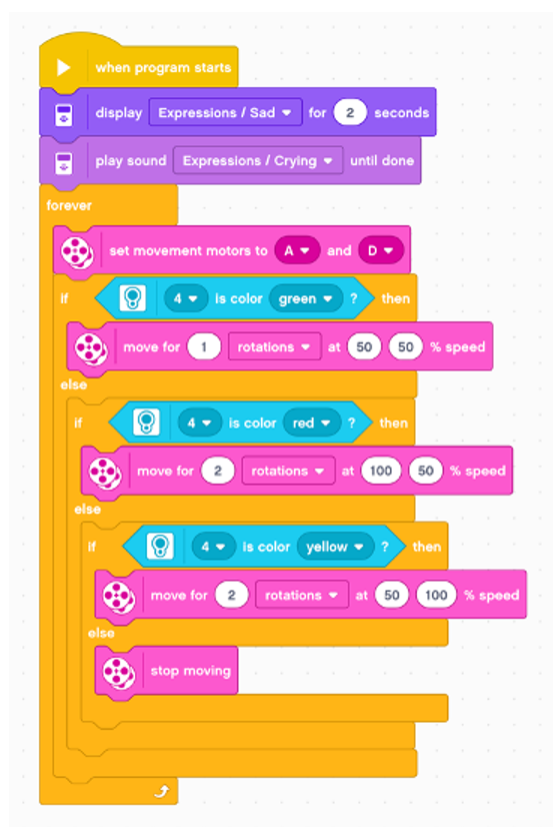 when program starts
display Expressions / Sad for 2 seconds
play sound Expressions / Crying until done
forever
set movement motors to A and D
if 4 is color green ? then
move for 1 rotations at 50 50 % speed
else
if 4 is color red ? then
move for 2 rotations at 100 50 % speed
else
if 4 is color yellow ? then
move for 2 rotations at 50 100 % speed
else
stop moving